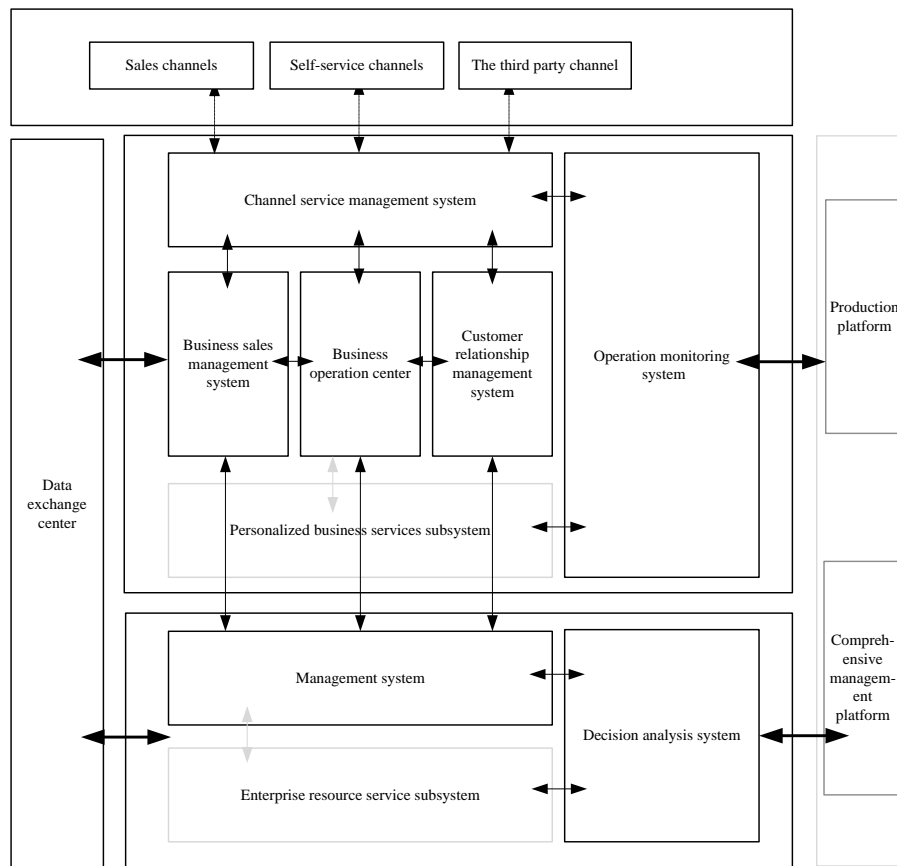 Sales channels
Self-service channels
The third party channel
Channel service management system
Business sales
management
system
Business
operation center
Customer
relationship
management
system
Operation monitoring
system
Production
platform
Data
exchange
center
Personalized business services subsystem
Management system
Decision analysis system
Compreh-
ensive
managem-
ent
platform
Enterprise resource service subsystem